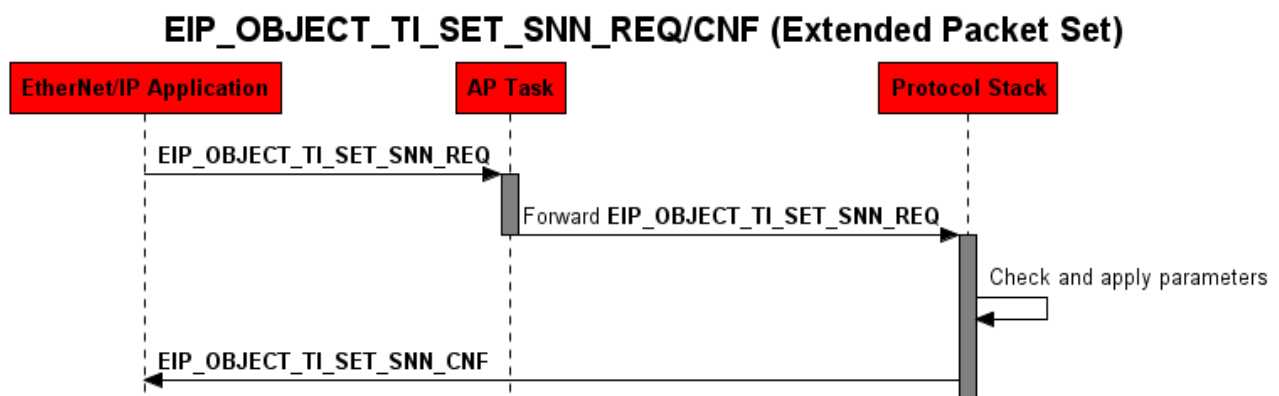 EIP_OBJECT_TI_SET_SNN_REQ/CNF (Extended Packet Set)
EtherNet/IP Application AP Task Protocol Stack
EIP_OBJECT_TI_SET_SNN_REQ
Forward EIP_OBJECT_TI_SET_SNN_REQ
Check and apply parameters
EIP_OBJECT_TI_SET_SNN_CNF